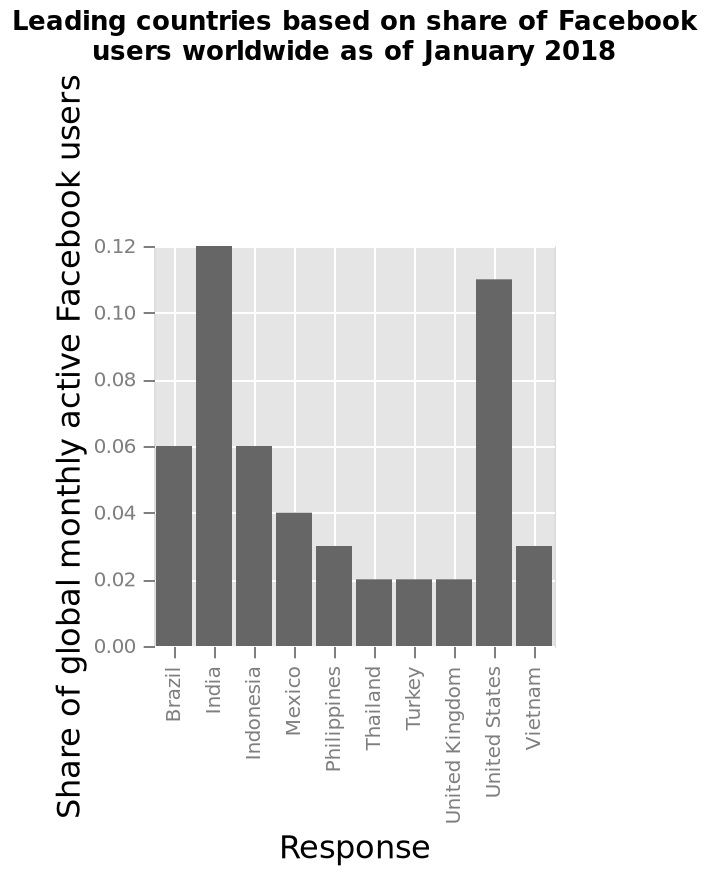 Leading countries based on share of Facebook
users worldwide as of January 2018
Share of global monthly active Facebook users
0.12
0.10
0.08
0.06
0.04
0.02
0.00
Brazil
India
Indonesia
Mexico
Philippines
Thailand
Turkey
United Kingdom
United States
Vietnam
Response